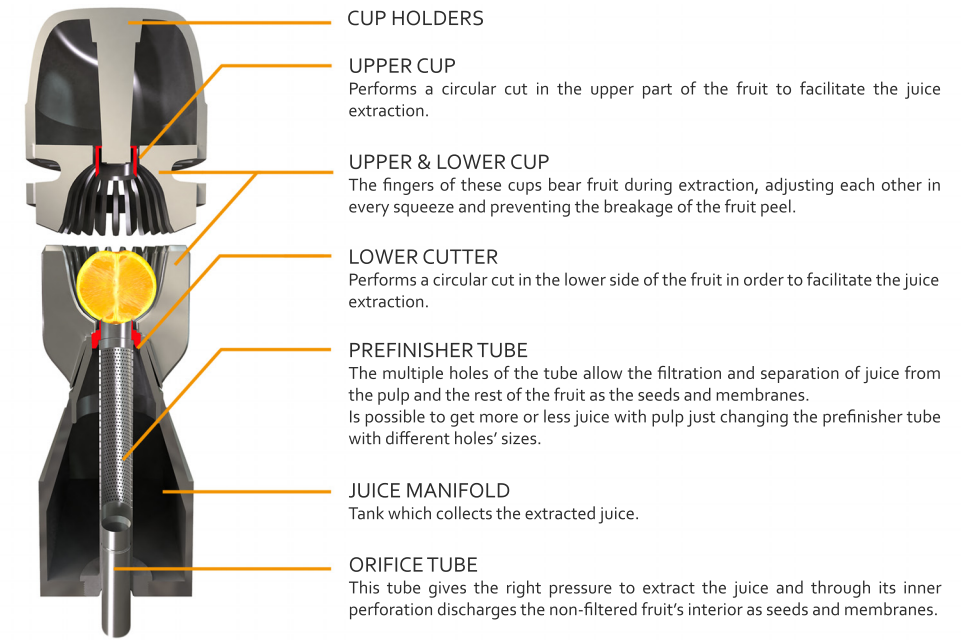 CUP HOLDERS
UPPER CUP
Performs a circular cut in the upper part of the fruit to facilitate the juice
extraction.
UPPER & LOWER CUP
The fingers of these cups bear fruit during extraction, adjusting each other in
every squeeze and preventing the breakage of the fruit peel.
LOWER CUTTER
Performs a circular cut in the lower side of the fruit in order to facilitate the juice
extraction.
PREFINISHER TUBE
The multiple holes of the tube allow the filtration and separation of juice from
the pulp and the rest of the fruit as the seeds and membranes.
Is possible to get more or less juice with pulp just changing the prefinisher tube
with different holes' sizes.
JUICE MANIFOLD
Tank which collects the extracted juice.
ORIFICE TUBE
This tube gives the right pressure to extract the juice and through its inner
perforation discharges the non-filtered fruit's interior as seeds and membranes.